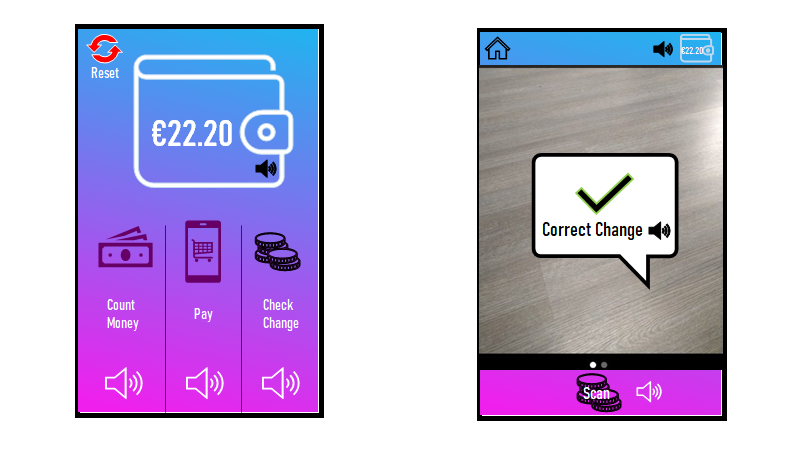 Reset
€22.20
Count
Money
Pay
Check
Change
€22.20
Correct Change
Scan